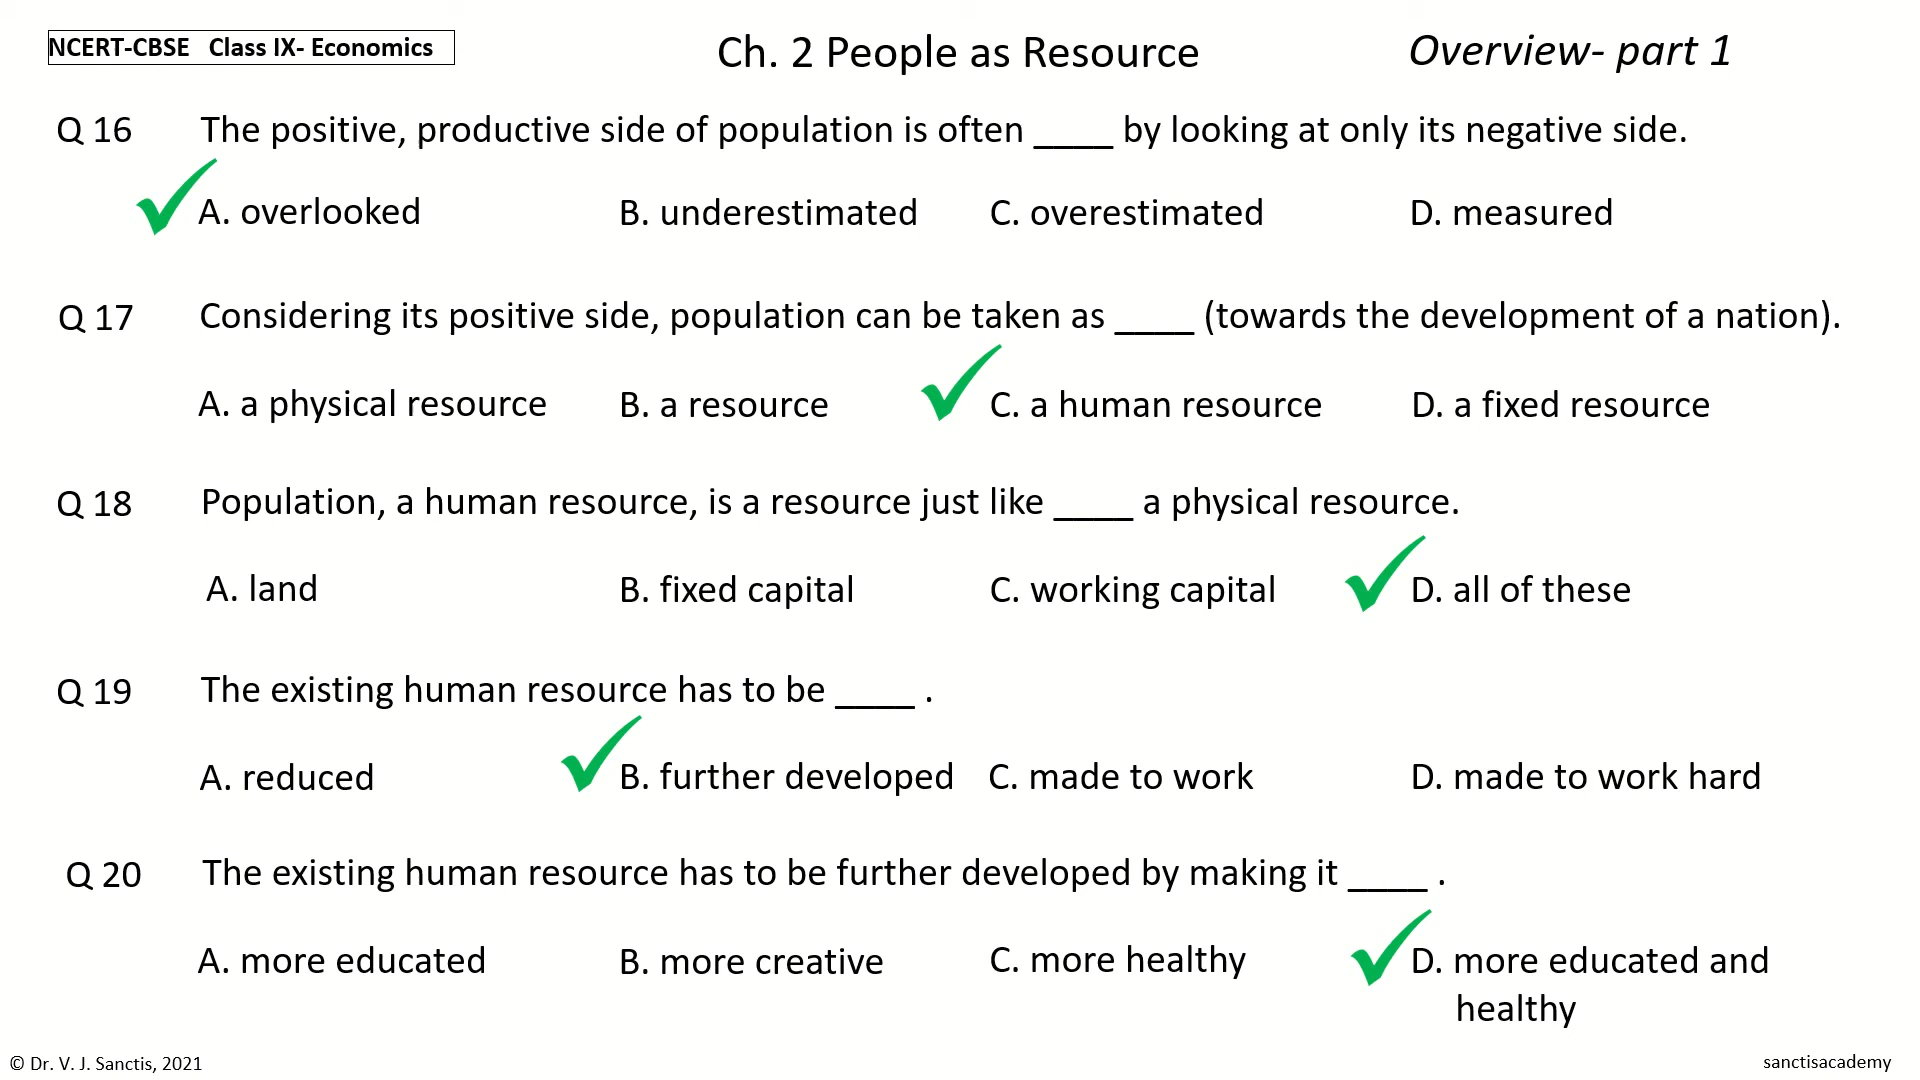 NCERT-CBSE Class IX- Economics
Ch. 2 People as Resource
Overview- part 1
Q 16 The positive, productive side of population is often ____ by looking at only its negative side.
A. overlooked B. underestimated C. overestimated D. measured
Q 17 Considering its positive side, population can be taken as ____ (towards the development of a nation).
A. a physical resource B. a resource C. a human resource D. a fixed resource
Q 18 Population, a human resource, is a resource just like ____ a physical resource.
A. land B. fixed capital C. working capital D. all of these
Q 19 The existing human resource has to be ____ .
A. reduced B. further developed C. made to work D. made to work hard
Q 20 The existing human resource has to be further developed by making it ____ .
A. more educated B. more creative C. more healthy D. more educated and
healthy
© Dr. V. J. Sanctis, 2021
sanctisacademy